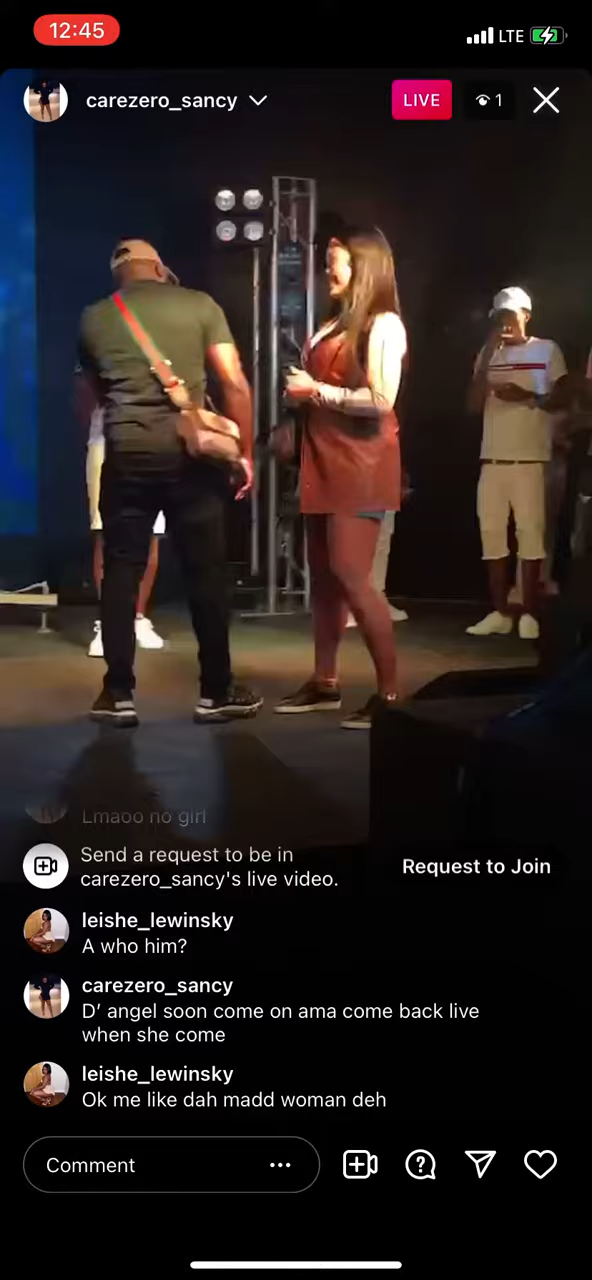 12:45
LTE
carezero_sancy
LIVE
1
Lmaoo no girl
Send a request to be in
carezero_sancy's live video.
Request to Join
leishe_lewinsky
A who him?
carezero_sancy
D’ angel soon come on ama come back live
when she come
leishe_lewinsky
Ok me like dah madd woman deh
Comment